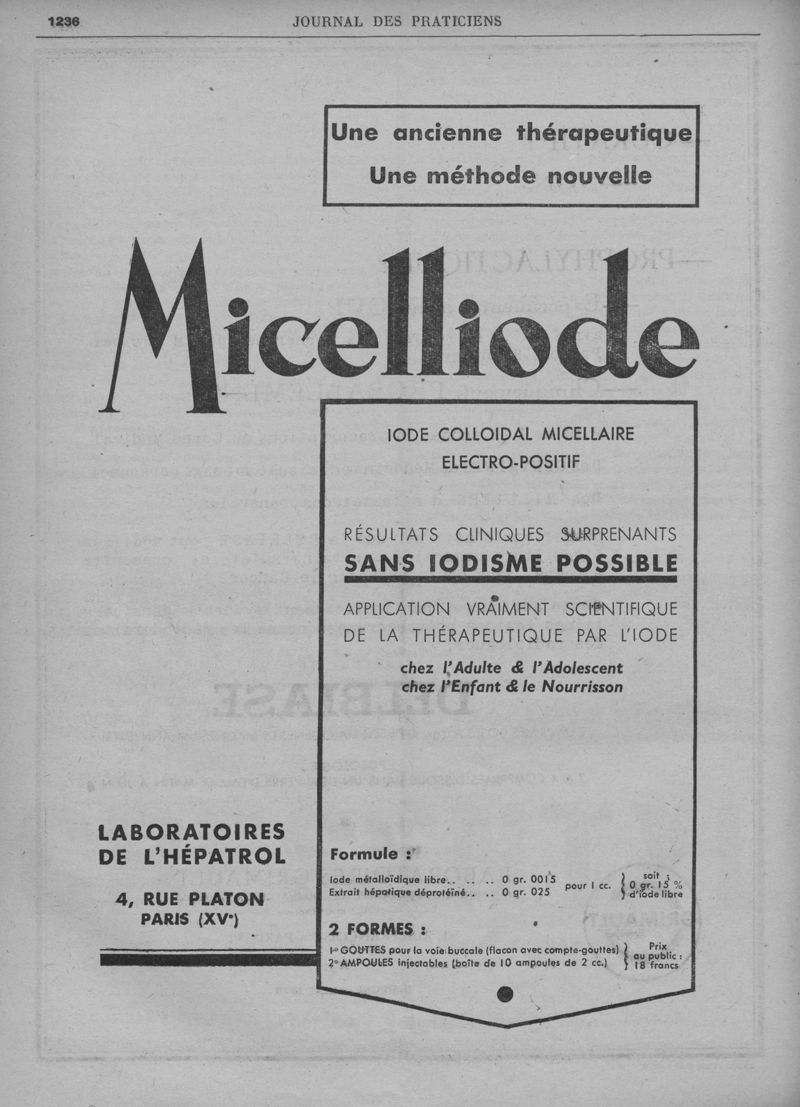 1236
JOURNAL DES PRATICIENS
Une ancienne thérapeutique
Une méthode nouvelle
Micelliode
IODE COLLOIDAL MICELLAIRE
ELECTRO-POSITIF
RÉSULTATS CLINIQUES SURPRENANTS
SANS IODISME POSSIBLE
APPLICATION VRAIMENT SCIENTIFIQUE
DE LA THÉRAPEUTIQUE PAR L'IODE
chez l'Adulte & l'Adolescent
chez l'Enfant & le Nourrisson
LABORATOIRES
DE L'HÉPATROL
4, RUE PLATON
PARIS (XVe)
Formule :
Iode métalloïdique libre.. .. .. 0 gr. 0015
Extrait hépatique déprotéïné.. .. 0 gr. 025
pour 1 cc.
soit :
0 gr. 15 %
d'iode libre
2 FORMES :
1o GOUTTES pour la voie buccale (flacon avec compte-gouttes)
2o AMPOULES injectables (boîte de 10 ampoules de 2 cc.)
Prix
au public :
18 francs